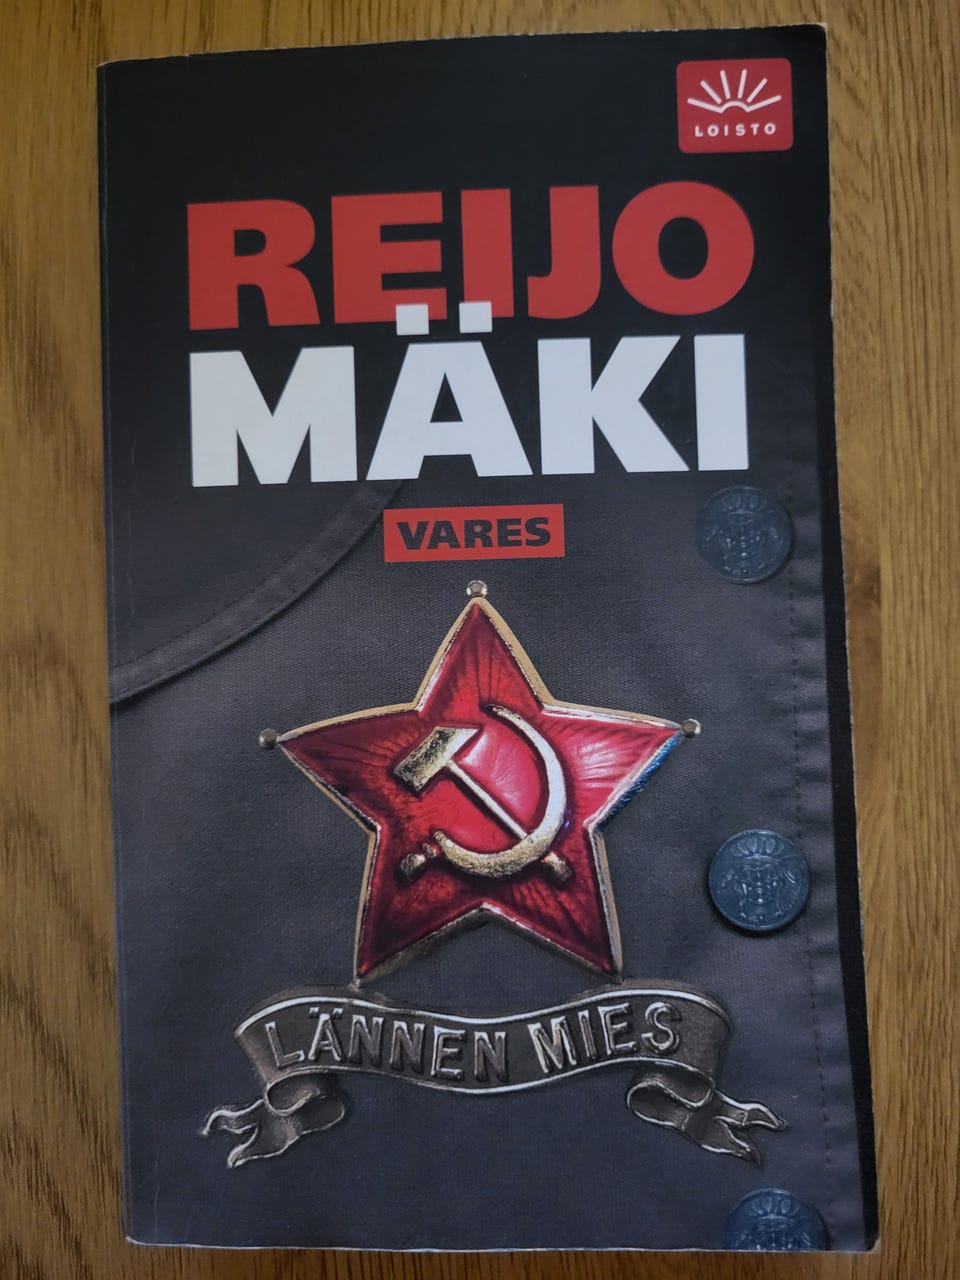 LOISTO
REIJO
MÄKI
VARES
LÄNNEN MIES